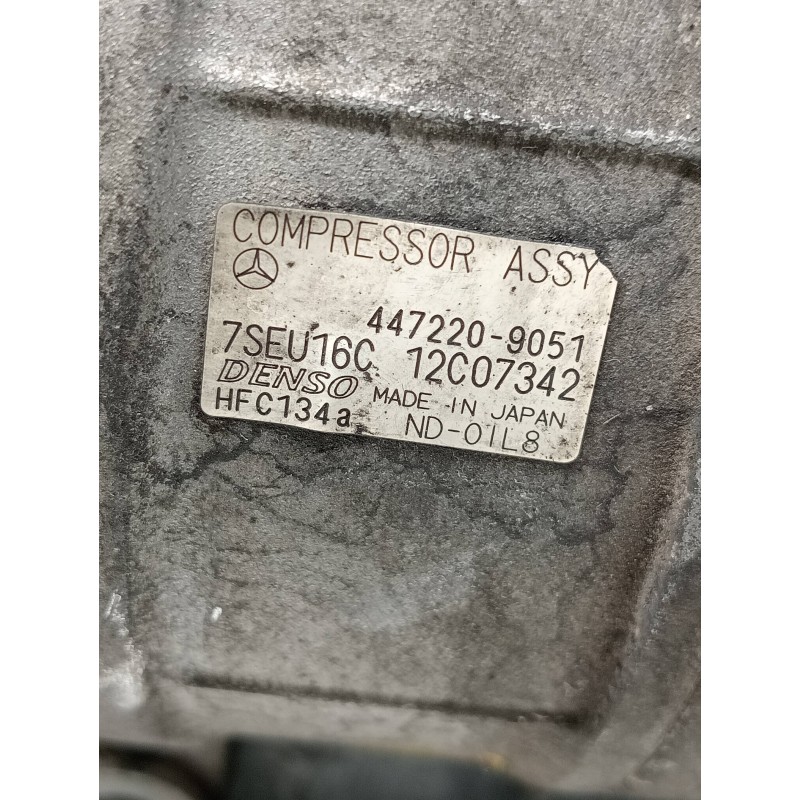 COMPRESSOR ASSY
447220-9051
7SEU16C 12C07342
DENSO MADE IN JAPAN
HFC134a ND-OIL8